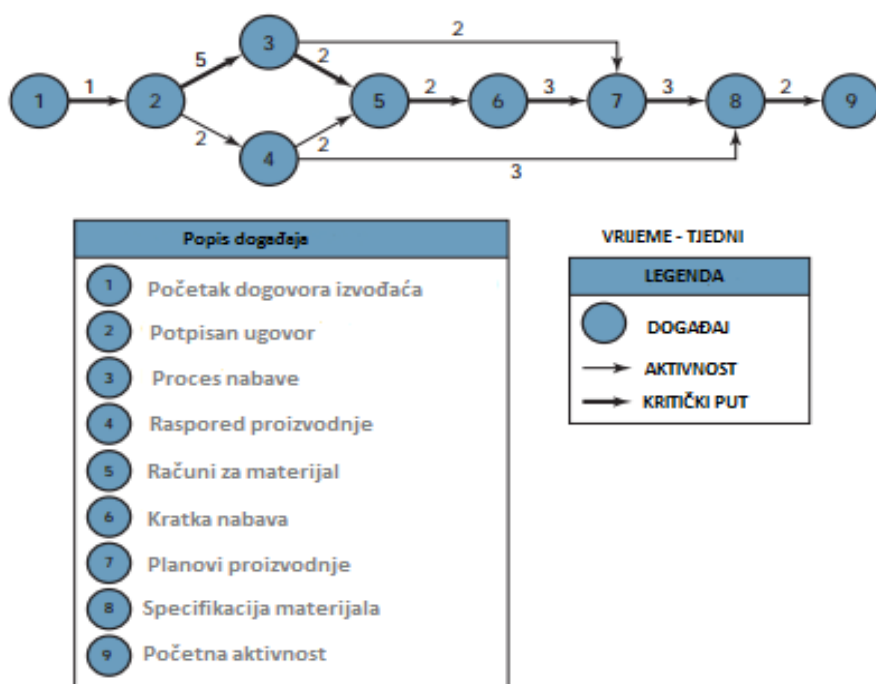 2
3
5
2
1
2
3
3
2
1
2
5
6
7
8
9
2
4
2
3
Popis događaja
1 Početak dogovora izvođaća
2 Potpisan ugovor
3 Proces nabave
4 Raspored proizvodnje
5 Računi za materijal
6 Kratka nabava
7 Planovi proizvodnje
8 Specifikacija materijala
9 Početna aktivnost
VRIJEME - TJEDNI
LEGENDA
DOGAĐAJ
AKTIVNOST
KRITIČKI PUT